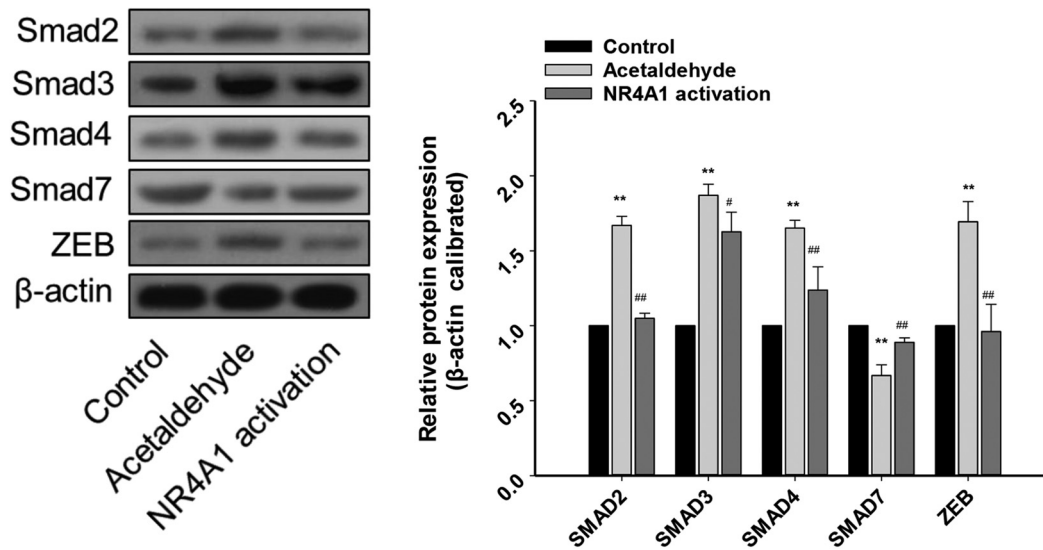 Smad2
Smad3
Smad4
Smad7
ZEB
β-actin
Control
Acetaldehyde
NR4A1 activation
Control
Acetaldehyde
NR4A1 activation
Relative protein expression
(β-actin calibrated)
2.5
2.0
1.5
1.0
0.5
0.0
**
##
**
#
**
##
**
##
**
##
SMAD2
SMAD3
SMAD4
SMAD7
ZEB